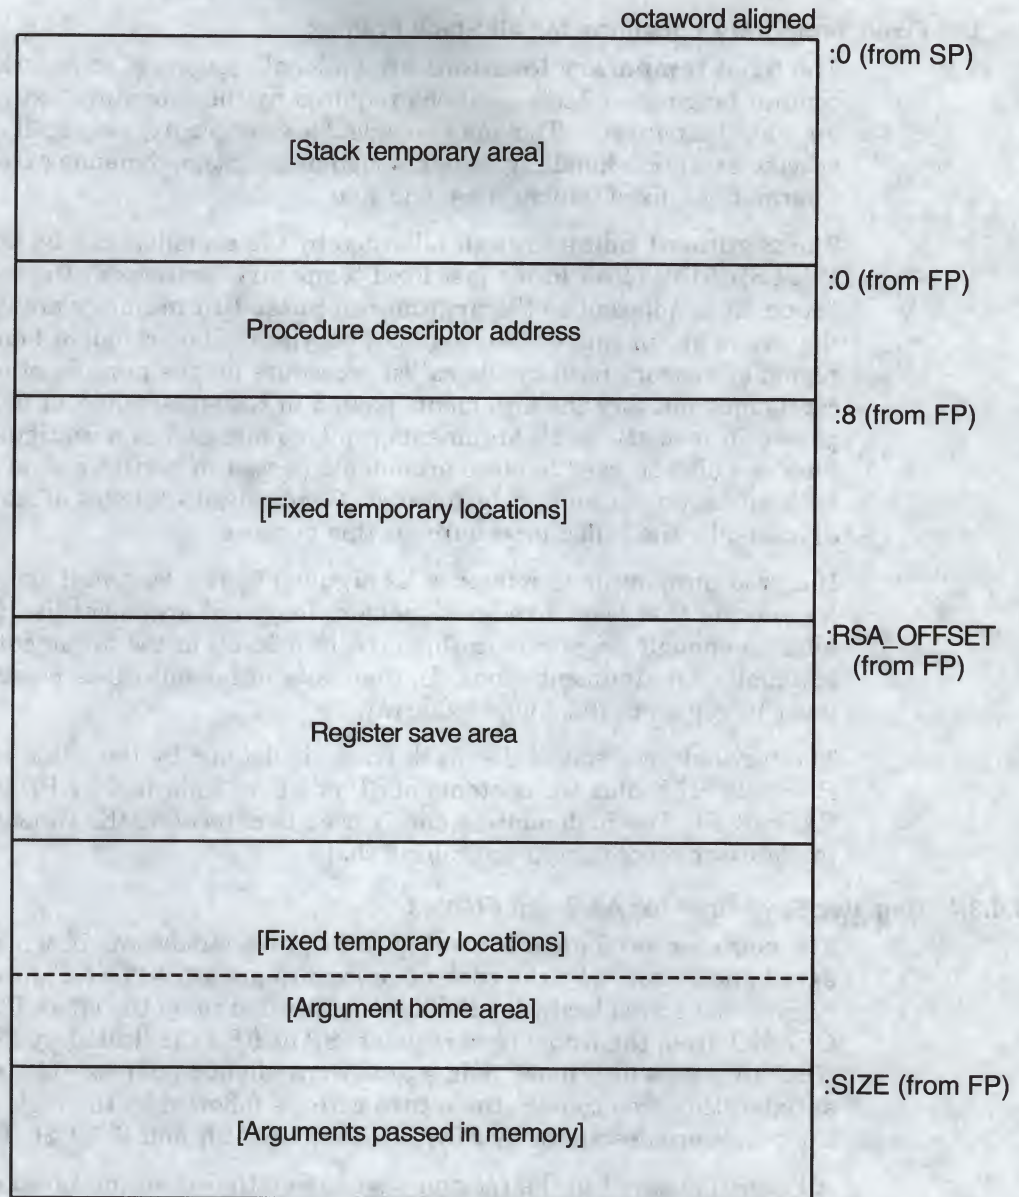 octaword aligned
:0 (from SP)
[Stack temporary area]
:0 (from FP)
Procedure descriptor address
:8 (from FP)
[Fixed temporary locations]
:RSA_OFFSET
(from FP)
Register save area
[Fixed temporary locations]
[Argument home area]
:SIZE (from FP)
[Arguments passed in memory]